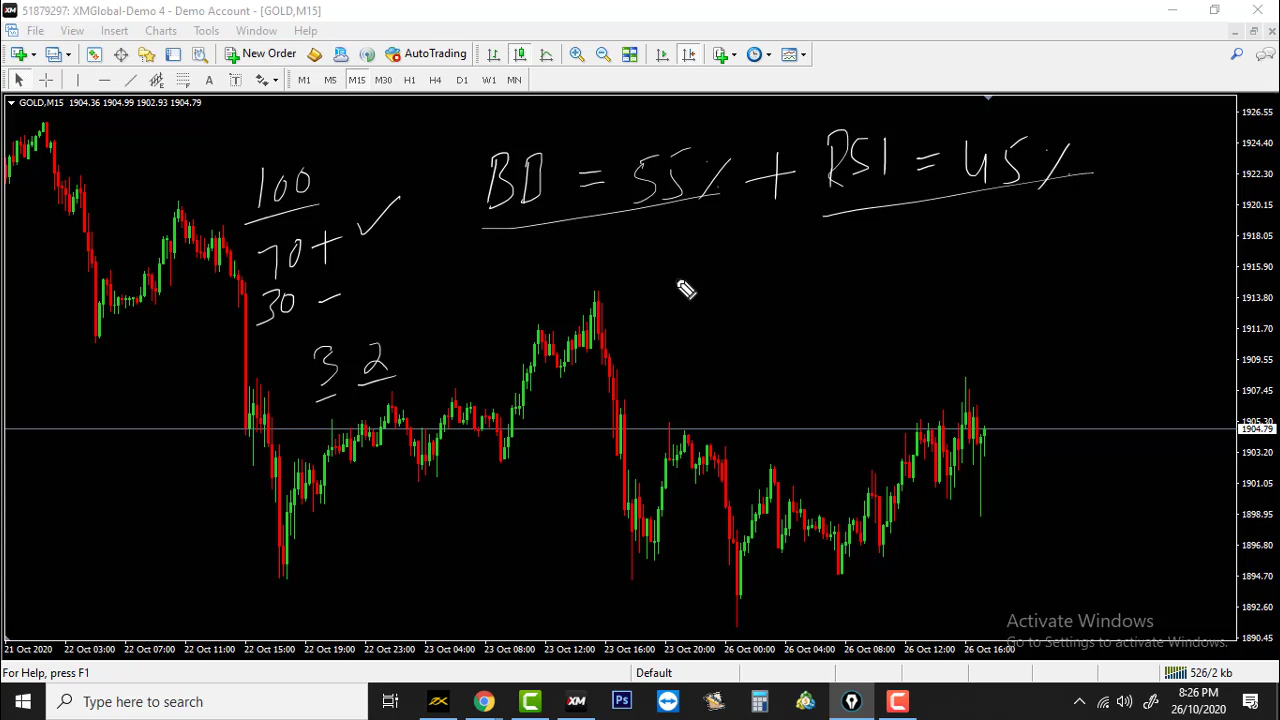 51879297: XMGlobal-Demo 4 - Demo Account - [GOLD,M15]
File View Insert Charts Tools Window Help
New Order AutoTrading
A T M1 M5 M15 M30 H1 H4 D1 W1 MN
GOLD,M15 1904.36 1904.99 1902.93 1904.79
100
70 +
30 -
3 2
BB = 55% + RSI = 45%
1926.55
1924.40
1922.30
1920.15
1918.05
1915.90
1913.80
1911.70
1909.55
1907.45
1905.30
1904.79
1903.20
1901.05
1898.95
1896.80
1894.70
1892.60
1890.45
Activate Windows
Go to Settings to activate Windows.
21 Oct 2020 22 Oct 03:00 22 Oct 07:00 22 Oct 11:00 22 Oct 15:00 22 Oct 19:00 22 Oct 23:00 23 Oct 04:00 23 Oct 08:00 23 Oct 12:00 23 Oct 16:00 23 Oct 20:00 26 Oct 00:00 26 Oct 04:00 26 Oct 08:00 26 Oct 12:00 26 Oct 16:00
For Help, press F1 Default 526/2 kb
Type here to search
XM Ps
8:26 PM
26/10/2020